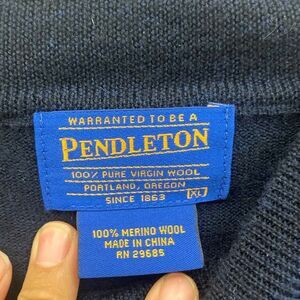 WARRANTED TO BE A
PENDLETON
100% PURE VIRGIN WOOL
PORTLAND, OREGON
SINCE 1863 XL
100% MERINO WOOL
MADE IN CHINA
RN 29685